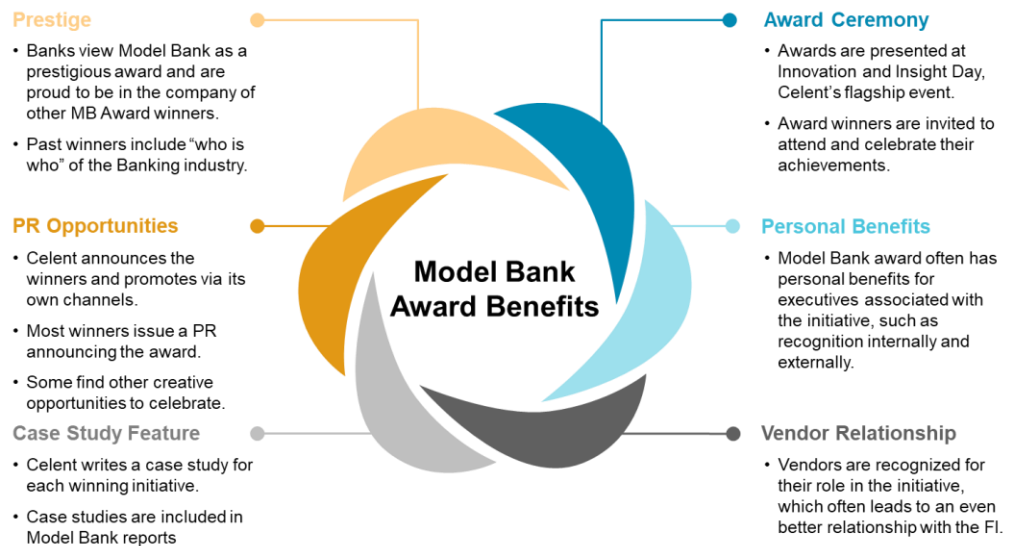 Prestige
• Banks view Model Bank as a
prestigious award and are
proud to be in the company of
other MB Award winners.
• Past winners include “who is
who” of the Banking industry.
PR Opportunities
• Celent announces the
winners and promotes via its
own channels.
• Most winners issue a PR
announcing the award.
• Some find other creative
opportunities to celebrate.
Case Study Feature
• Celent writes a case study for
each winning initiative.
• Case studies are included in
Model Bank reports
Model Bank
Award Benefits
Award Ceremony
• Awards are presented at
Innovation and Insight Day,
Celent’s flagship event.
• Award winners are invited to
attend and celebrate their
achievements.
Personal Benefits
• Model Bank award often has
personal benefits for
executives associated with
the initiative, such as
recognition internally and
externally.
Vendor Relationship
• Vendors are recognized for
their role in the initiative,
which often leads to an even
better relationship with the FI.